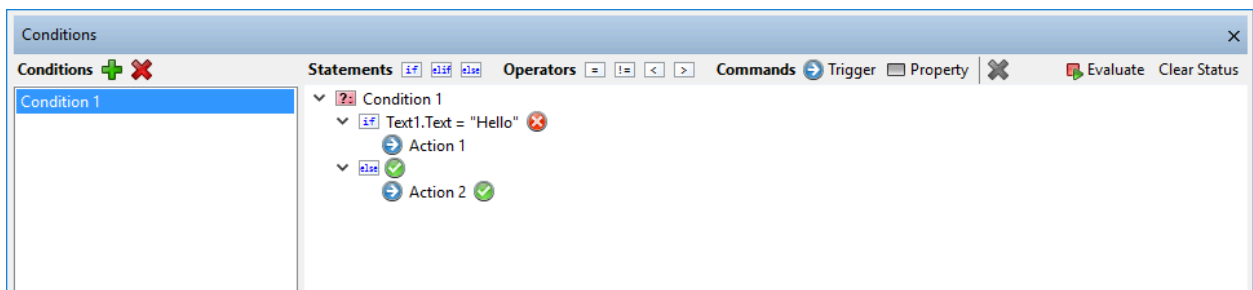 Conditions
Conditions Statements if elif else Operators = != < > Commands Trigger Property Evaluate Clear Status
Condition 1
?: Condition 1
if Text1.Text = "Hello"
Action 1
else
Action 2